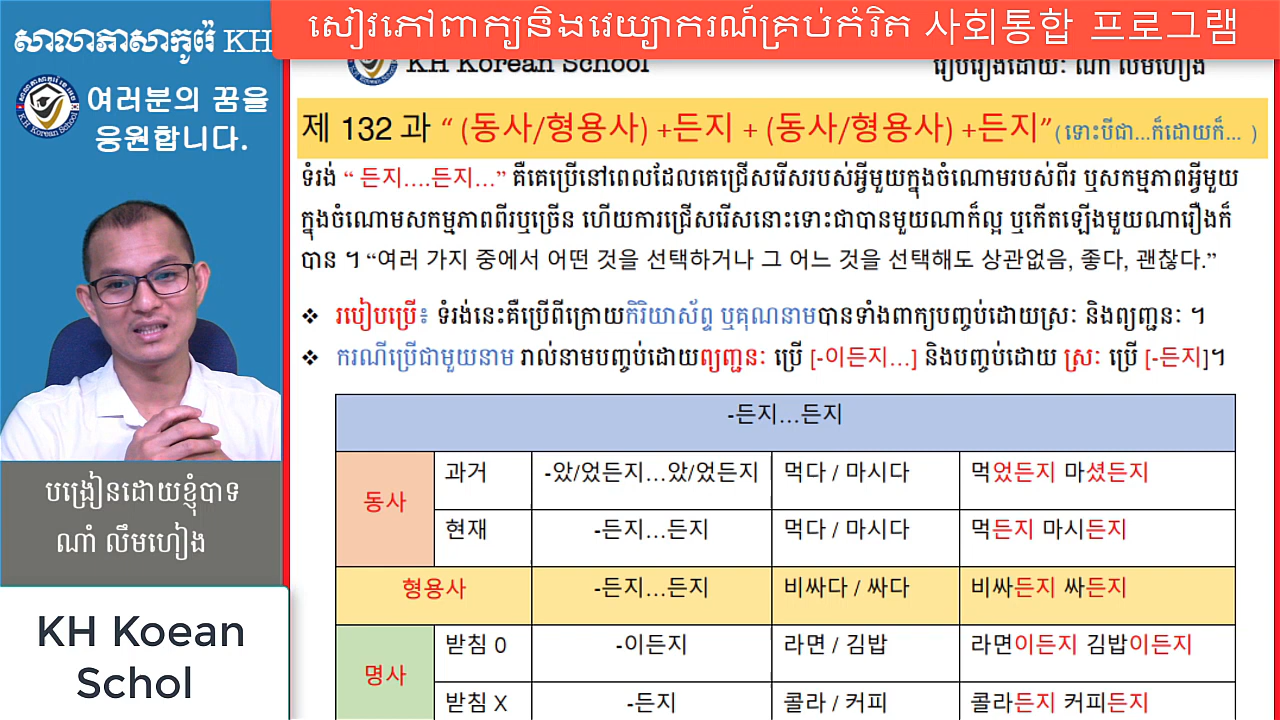 សៀវភៅពាក្យនិងវេយ្យាករណ៍គ្រប់កំរិត 사회통합 프로그램
សាលាភាសាកូរ៉េ KH
여러분의 꿈을
응원합니다.
KH Korean School
រៀបរៀងដោយៈ ណាំ លឹមហៀង
제 132 과 “ (동사/형용사) +든지 + (동사/형용사) +든지” ( ទោះបីជា...ក៏ដោយក៏... )
ទំរង់ “ 든지....든지...” គឺគេប្រើនៅពេលដែលគេជ្រើសរើសរបស់អ្វីមួយក្នុងចំណោមរបស់ពីរ ឬសកម្មភាពអ្វីមួយ
ក្នុងចំណោមសកម្មភាពពីរឬច្រើន ហើយការជ្រើសរើសនោះទោះជាបានមួយណាក៏ល្អ ឬកើតឡើងមួយណារឿងក៏
បាន ។ “여러 가지 중에서 어떤 것을 선택하거나 그 어느 것을 선택해도 상관없음, 좋다, 괜찮다.”
❖ របៀបប្រើ៖ ទំរង់នេះគឺប្រើពីក្រោយកិរិយាស័ព្ទ ឬគុណនាមបានទាំងពាក្យបញ្ចប់ដោយស្រៈ និងព្យញ្ជនៈ ។
❖ ករណីប្រើជាមួយនាម រាល់នាមបញ្ចប់ដោយព្យញ្ជនៈ ប្រើ [-이든지...] និងបញ្ចប់ដោយ ស្រៈ ប្រើ [-든지]។
-든지...든지
동사 과거 -았/었든지...았/었든지 먹다 / 마시다 먹었든지 마셨든지
현재 -든지...든지 먹다 / 마시다 먹든지 마시든지
형용사 -든지...든지 비싸다 / 싸다 비싸든지 싸든지
명사 받침 0 -이든지 라면 / 김밥 라면이든지 김밥이든지
받침 X -든지 콜라 / 커피 콜라든지 커피든지
បង្រៀនដោយខ្ញុំបាទ
ណាំ លឹមហៀង
KH Koean
Schol